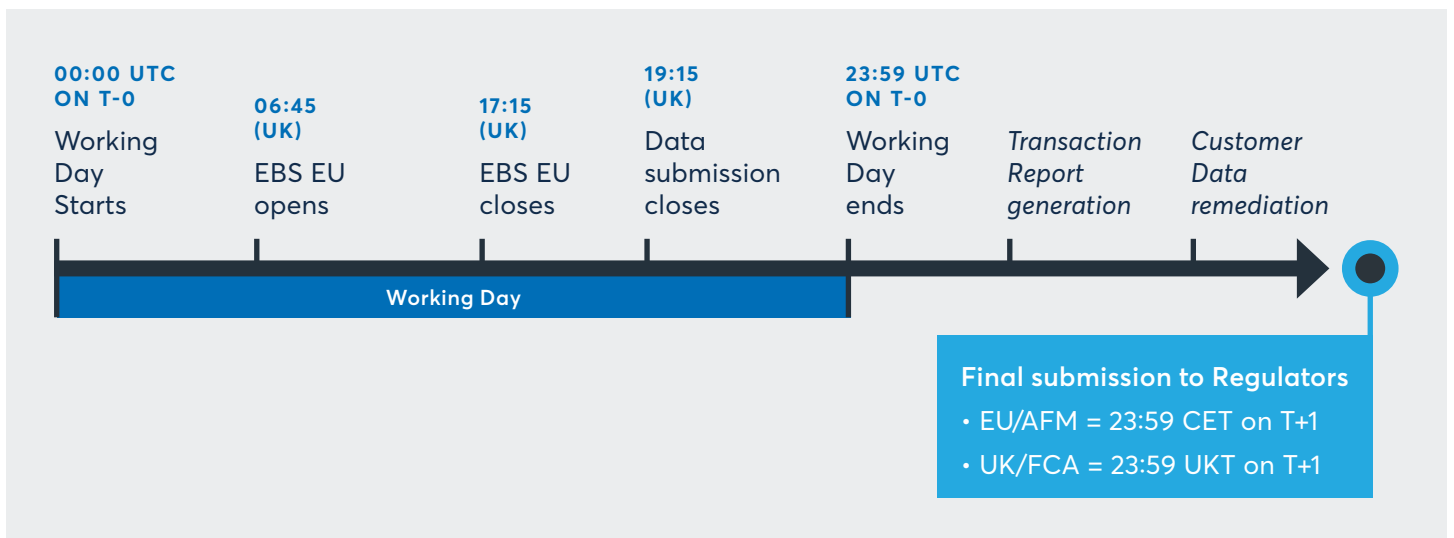 00:00 UTC
ON T-0
Working
Day
Starts
06:45
(UK)
EBS EU
opens
17:15
(UK)
EBS EU
closes
19:15
(UK)
Data
submission
closes
23:59 UTC
ON T-0
Working
Day
ends
Transaction
Report
generation
Customer
Data
remediation
Working Day
Final submission to Regulators
• EU/AFM = 23:59 CET on T+1
• UK/FCA = 23:59 UKT on T+1